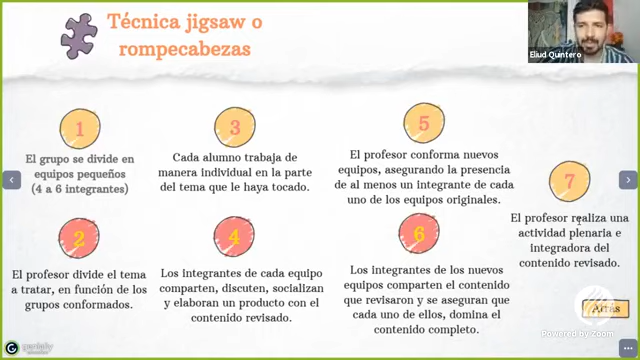 Técnica jigsaw o
rompecabezas
Eliud Quintero
1
El grupo se divide en
equipos pequeños
(4 a 6 integrantes)
2
El profesor divide el tema
a tratar, en función de los
grupos conformados.
3
Cada alumno trabaja de
manera individual en la parte
del tema que le haya tocado.
4
Los integrantes de cada equipo
comparten, discuten, socializan
y elaboran un producto con el
contenido revisado.
5
El profesor conforma nuevos
equipos, asegurando la presencia
de al menos un integrante de cada
uno de los equipos originales.
6
Los integrantes de los nuevos
equipos comparten el contenido
que revisaron y se aseguran que
cada uno de ellos, domina el
contenido completo.
7
El profesor realiza una
actividad plenaria e
integradora del
contenido revisado.
Atrás
Powered by Zoom
genially